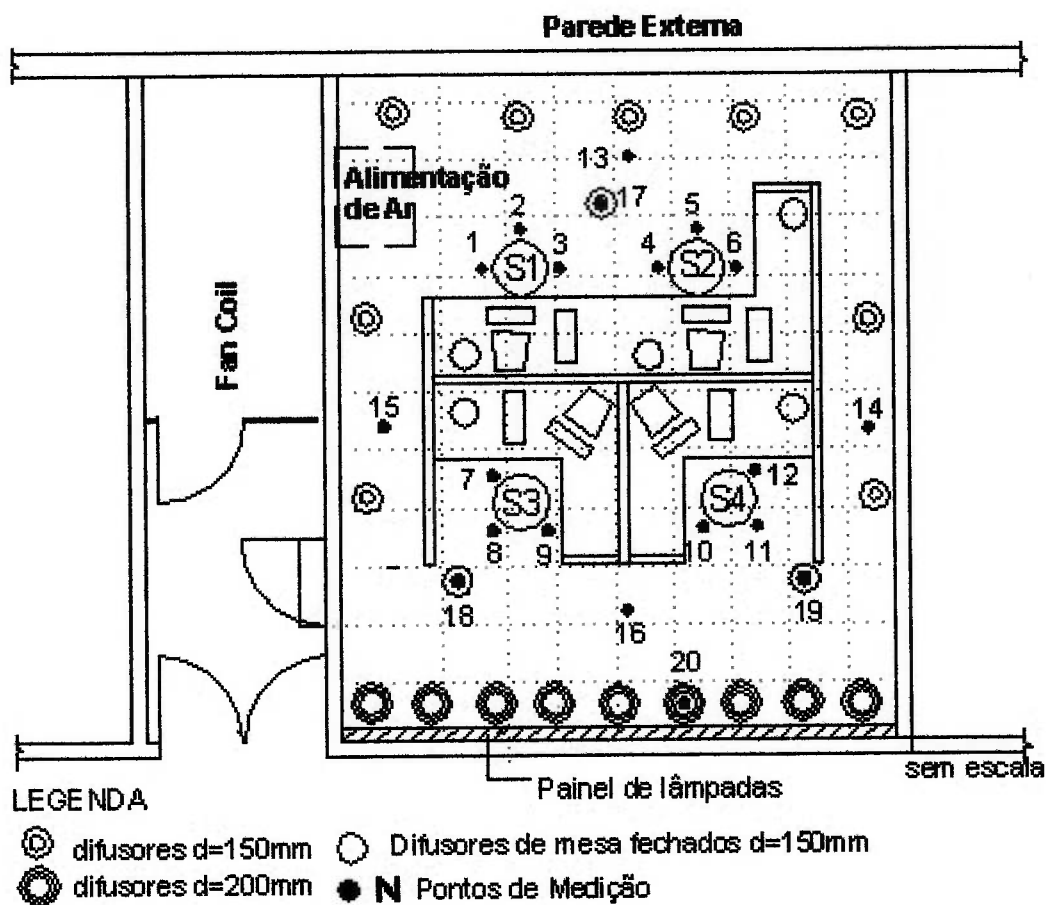 Parede Externa
13
Alimentação
de Ar
17
2
5
1
S1
3
4
S2
6
Fan Coil
15
14
7
S3
S4
12
8
9
10
11
18
19
16
20
Painel de lâmpadas
sem escala
LEGENDA
difusores d=150mm
Difusores de mesa fechados d=150mm
difusores d=200mm
N Pontos de Medição